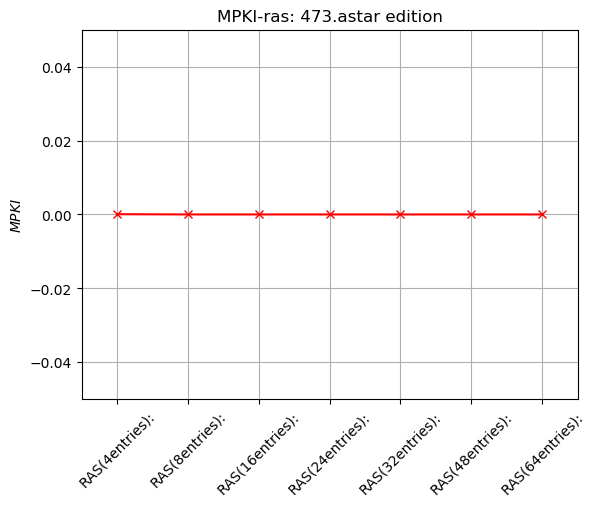 MPKI-ras: 473.astar edition
MPKI
0.04
0.02
0.00
−0.02
−0.04
RAS(4entries):
RAS(8entries):
RAS(16entries):
RAS(24entries):
RAS(32entries):
RAS(48entries):
RAS(64entries):